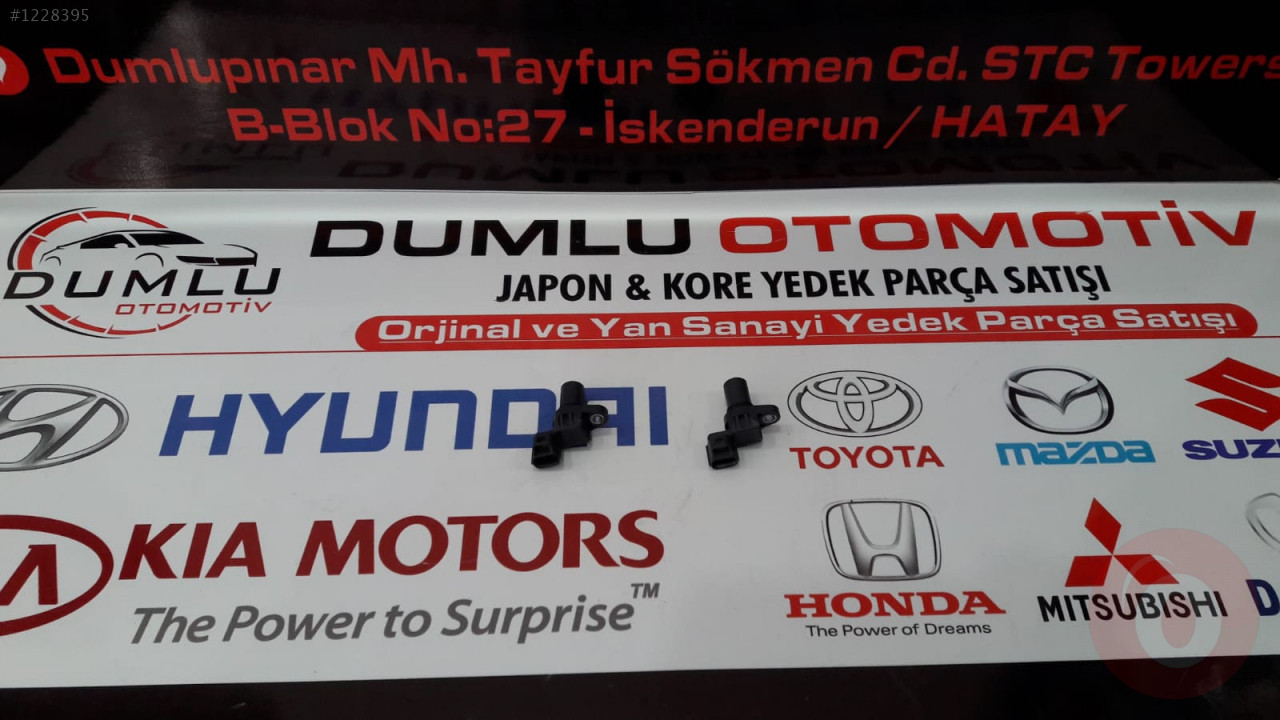 #1228395
Dumlupınar Mh. Tayfur Sökmen Cd. STC Towers
B-Blok No:27 - İskenderun / HATAY
DUMLU OTOMOTİV
DUMLU
OTOMOTİV
JAPON & KORE YEDEK PARÇA SATIŞI
Orjinal ve Yan Sanayi Yedek Parça Satışı
HYUNDAI
TOYOTA
mazda
SUZ
KIA MOTORS
The Power to Surprise™
HONDA
The Power of Dreams
MITSUBISHI
D